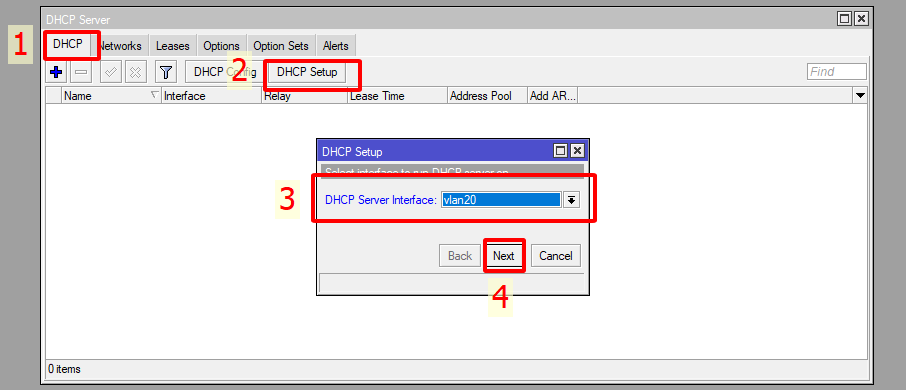 DHCP Server
1
DHCP Networks Leases Options Option Sets Alerts
2
DHCP Config DHCP Setup Find
Name Interface Relay Lease Time Address Pool Add AR...
DHCP Setup
Select interface to run DHCP server on
3
DHCP Server Interface: vlan20
Back Next Cancel
4
0 items